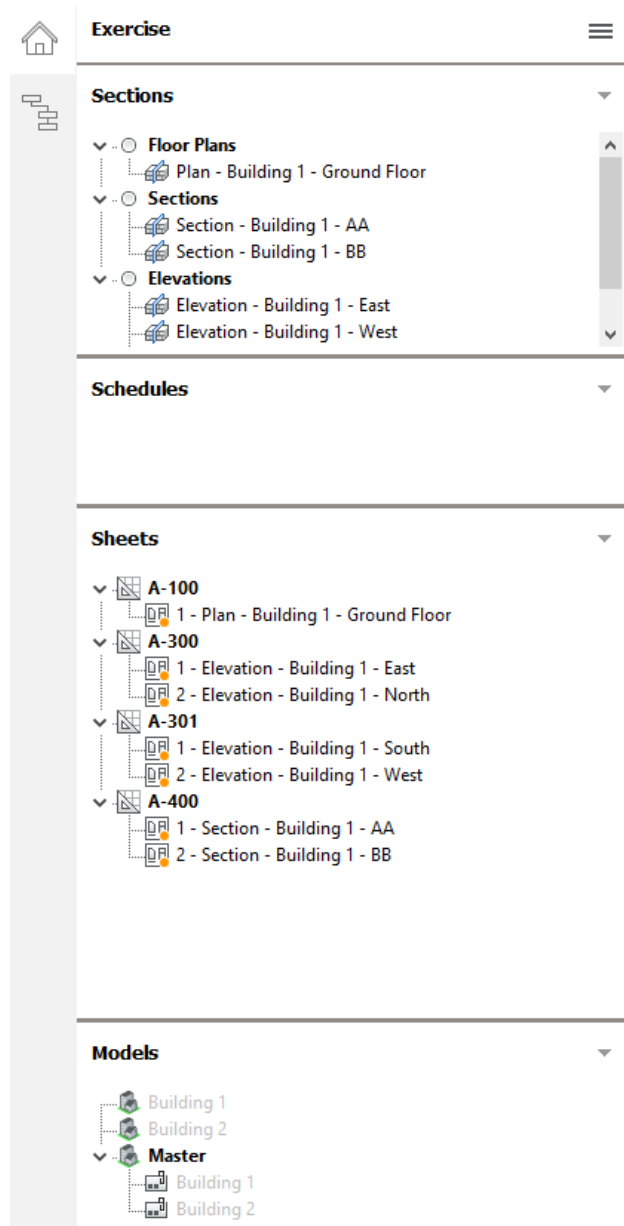 Exercise
Sections
Floor Plans
Plan - Building 1 - Ground Floor
Sections
Section - Building 1 - AA
Section - Building 1 - BB
Elevations
Elevation - Building 1 - East
Elevation - Building 1 - West
Schedules
Sheets
A-100
1 - Plan - Building 1 - Ground Floor
A-300
1 - Elevation - Building 1 - East
2 - Elevation - Building 1 - North
A-301
1 - Elevation - Building 1 - South
2 - Elevation - Building 1 - West
A-400
1 - Section - Building 1 - AA
2 - Section - Building 1 - BB
Models
Building 1
Building 2
Master
Building 1
Building 2